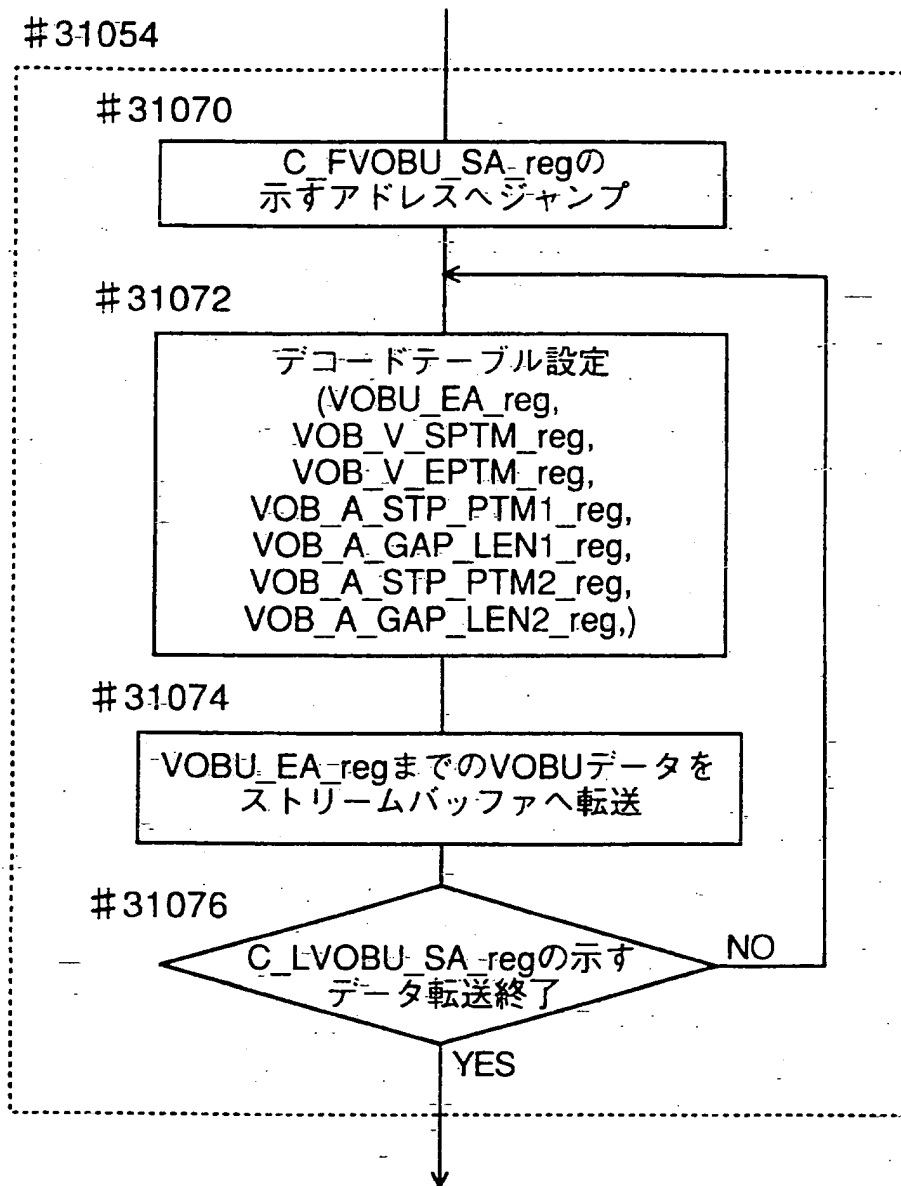 #31054
#31070
C_FVOBU_SA_regの
示すアドレスへジャンプ
#31072
デコードテーブル設定
(VOBU_EA_reg,
VOB_V_SPTM_reg,
VOB_V_EPTM_reg,
VOB_A_STP_PTM1_reg,
VOB_A_GAP_LEN1_reg,
VOB_A_STP_PTM2_reg,
VOB_A_GAP_LEN2_reg,)
#31074
VOBU_EA_regまでのVOBUデータを
ストリームバッファへ転送
#31076
C_LVOBU_SA_regの示す
データ転送終了
NO
YES